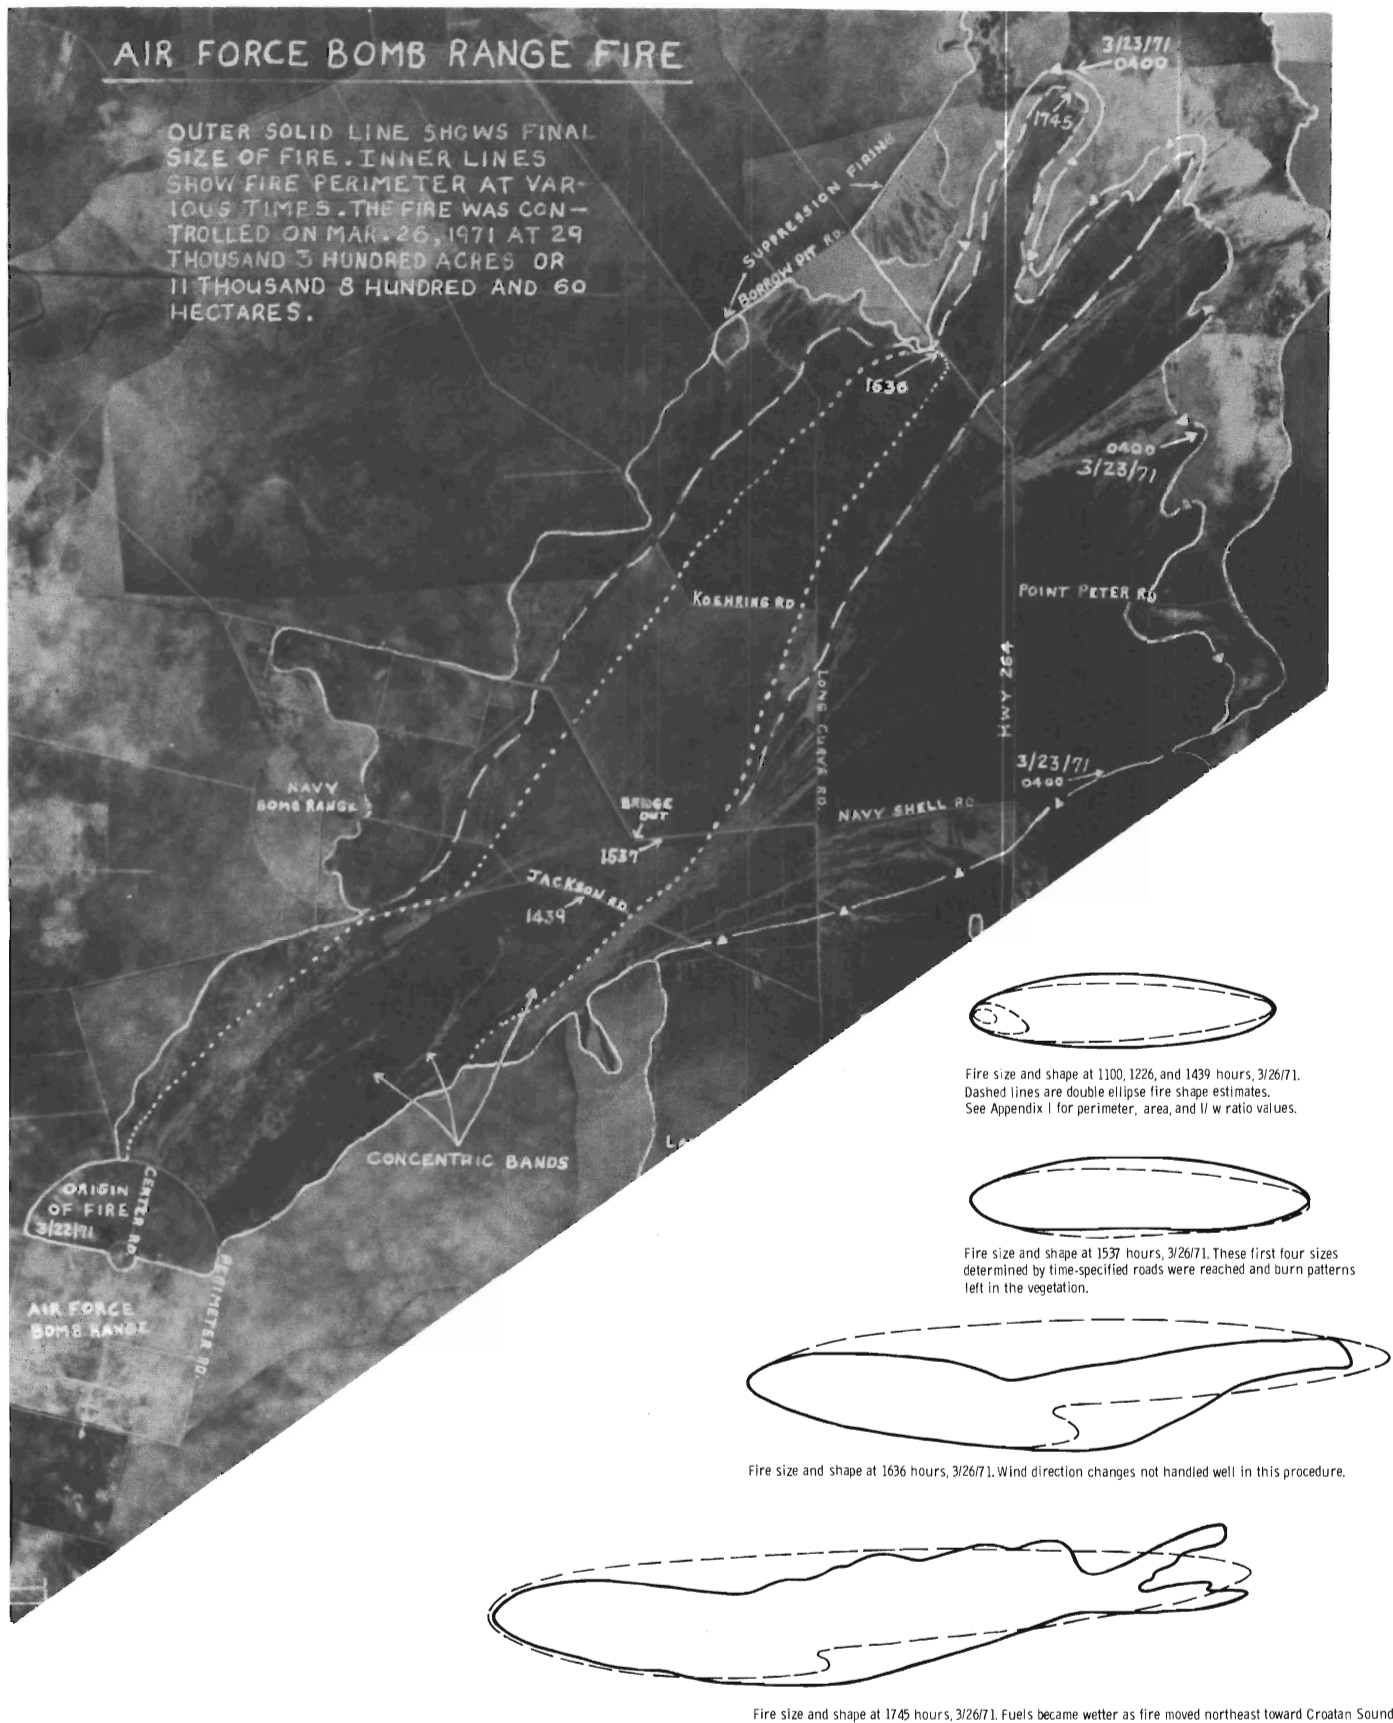 AIR FORCE BOMB RANGE FIRE
OUTER SOLID LINE SHOWS FINAL
SIZE OF FIRE. INNER LINES
SHOW FIRE PERIMETER AT VAR-
IOUS TIMES. THE FIRE WAS CON-
TROLLED ON MAR. 26, 1971 AT 29
THOUSAND 3 HUNDRED ACRES OR
11 THOUSAND 8 HUNDRED AND 60
HECTARES.
3/23/71
0400
1745
SUPPRESSION FIRING
BORROW PIT RD.
1636
0400
3/23/71
KOEHRING RD.
POINT PETER RD
LONG CURVE RD.
HWY 264
3/23/71
0400
NAVY
BOMB RANGE
BRIDGE
OUT
1537
NAVY SHELL RD
JACKSON RD
1439
CONCENTRIC BANDS
ORIGIN
OF FIRE
3/22/71
CENTER RD.
PERIMETER RD.
AIR FORCE
BOMB RANGE
Fire size and shape at 1100, 1226, and 1439 hours, 3/26/71.
Dashed lines are double ellipse fire shape estimates.
See Appendix I for perimeter, area, and l/w ratio values.
Fire size and shape at 1537 hours, 3/26/71. These first four sizes
determined by time-specified roads were reached and burn patterns
left in the vegetation.
Fire size and shape at 1636 hours, 3/26/71. Wind direction changes not handled well in this procedure.
Fire size and shape at 1745 hours, 3/26/71. Fuels became wetter as fire moved northeast toward Croatan Sound.